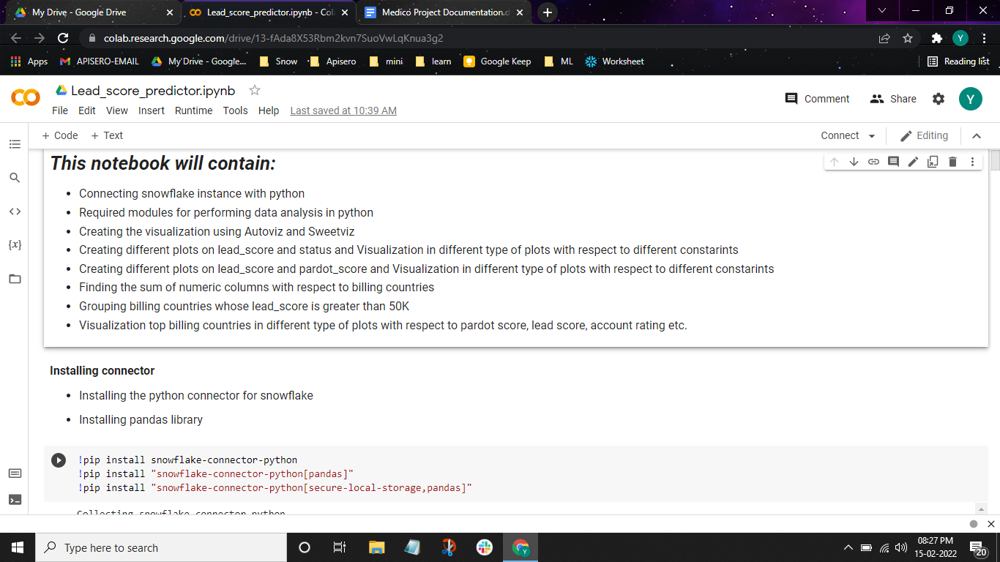 My Drive - Google Drive
Lead_score_predictor.ipynb - Col
Medico Project Documentation.d
colab.research.google.com/drive/13-fAda8X53Rbm2kvn7SuoVwLqKnua3g2
Y
Apps
APISERO-EMAIL
My Drive - Google...
Snow
Apisero
mini
learn
Google Keep
ML
Worksheet
Reading list
Lead_score_predictor.ipynb
Comment
Share
Y
File Edit View Insert Runtime Tools Help Last saved at 10:39 AM
+ Code + Text
Connect
Editing
This notebook will contain:
• Connecting snowflake instance with python
• Required modules for performing data analysis in python
• Creating the visualization using Autoviz and Sweetviz
• Creating different plots on lead_score and status and Visualization in different type of plots with respect to different constarints
• Creating different plots on lead_score and pardot_score and Visualization in different type of plots with respect to different constarints
• Finding the sum of numeric columns with respect to billing countries
• Grouping billing countries whose lead_score is greater than 50K
• Visualization top billing countries in different type of plots with respect to pardot score, lead score, account rating etc.
Installing connector
• Installing the python connector for snowflake
• Installing pandas library
!pip install snowflake-connector-python
!pip install "snowflake-connector-python[pandas]"
!pip install "snowflake-connector-python[secure-local-storage,pandas]"
Collecting snowflake-connector-python
Type here to search
Y
08:27 PM
15-02-2022
20